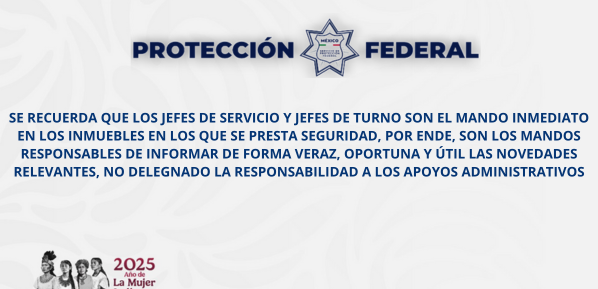 PROTECCIÓN FEDERAL
MÉXICO
SE RECUERDA QUE LOS JEFES DE SERVICIO Y JEFES DE TURNO SON EL MANDO INMEDIATO
EN LOS INMUEBLES EN LOS QUE SE PRESTA SEGURIDAD, POR ENDE, SON LOS MANDOS
RESPONSABLES DE INFORMAR DE FORMA VERAZ, OPORTUNA Y ÚTIL LAS NOVEDADES
RELEVANTES, NO DELEGNADO LA RESPONSABILIDAD A LOS APOYOS ADMINISTRATIVOS
2025
Año de
La Mujer